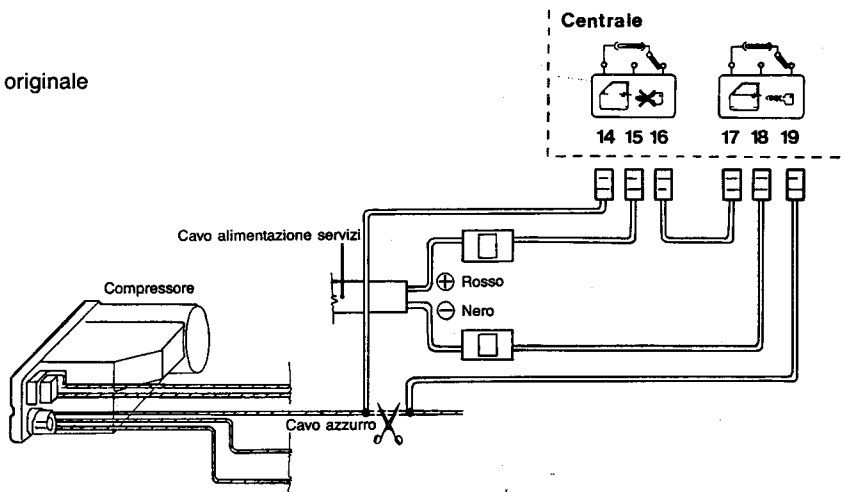 Centrale
originale
14 15 16 17 18 19
Cavo alimentazione servizi
Rosso
Compressore
Nero
Cavo azzurro